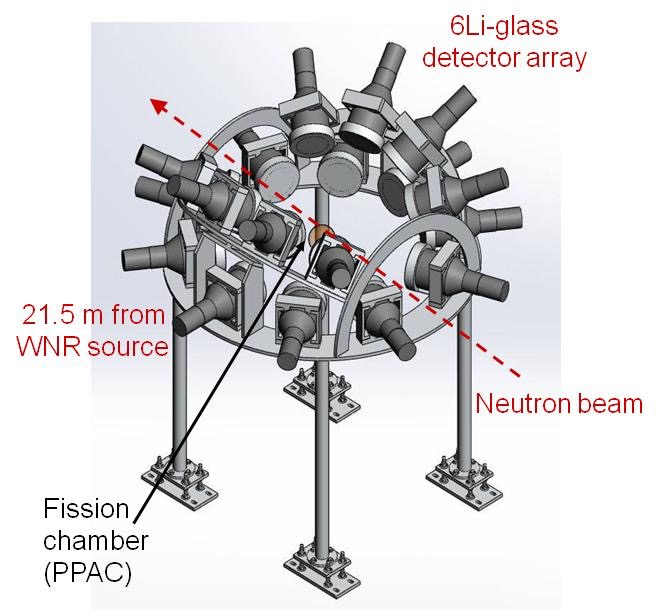 6Li-glass
detector array
21.5 m from
WNR source
Neutron beam
Fission
chamber
(PPAC)